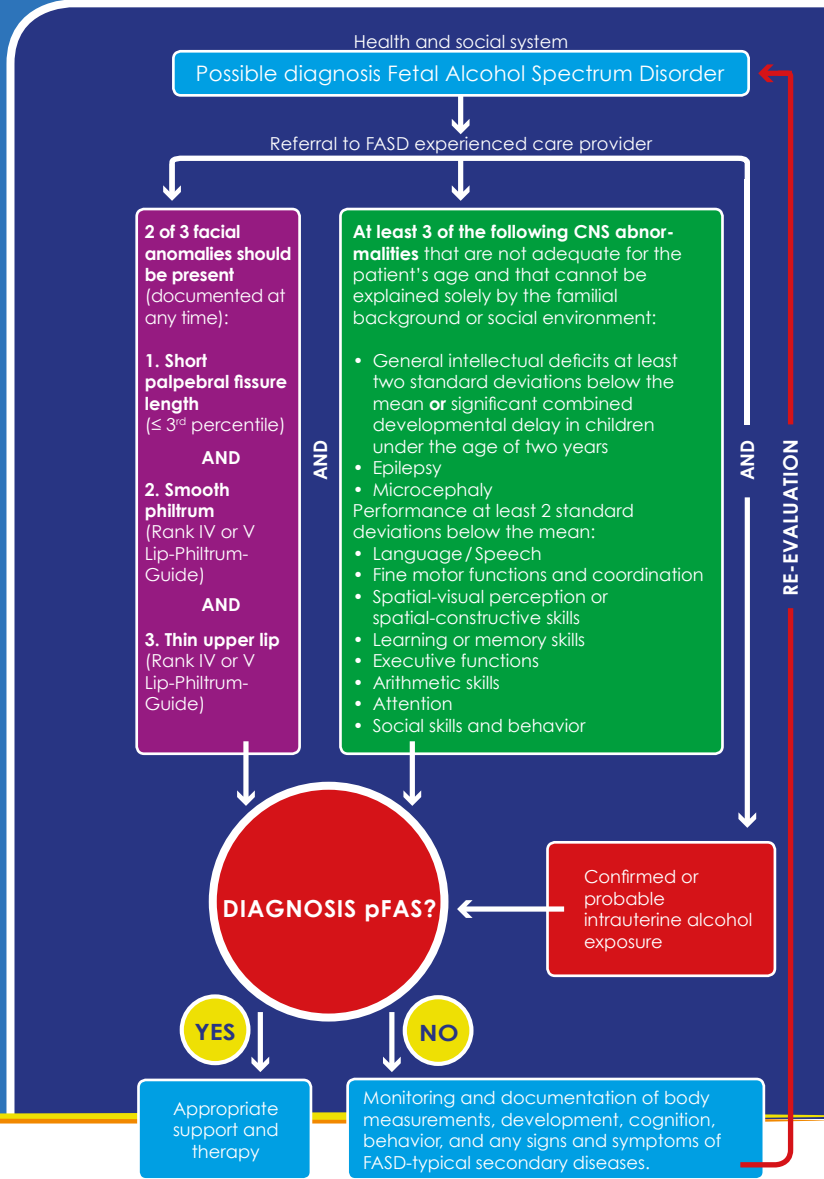 Health and social system
Possible diagnosis Fetal Alcohol Spectrum Disorder
Referral to FASD experienced care provider
2 of 3 facial
anomalies should
be present
(documented at
any time):
1. Short
palpebral fissure
length
(≤ 3rd percentile)
AND
2. Smooth
philtrum
(Rank IV or V
Lip-Philtrum-
Guide)
AND
3. Thin upper lip
(Rank IV or V
Lip-Philtrum-
Guide)
AND
At least 3 of the following CNS abnor-
malities that are not adequate for the
patient's age and that cannot be
explained solely by the familial
background or social environment:
• General intellectual deficits at least
two standard deviations below the
mean or significant combined
developmental delay in children
under the age of two years
• Epilepsy
• Microcephaly
Performance at least 2 standard
deviations below the mean:
• Language/Speech
• Fine motor functions and coordination
• Spatial-visual perception or
spatial-constructive skills
• Learning or memory skills
• Executive functions
• Arithmetic skills
• Attention
• Social skills and behavior
AND
RE-EVALUATION
DIAGNOSIS pFAS?
Confirmed or
probable
intrauterine alcohol
exposure
YES
NO
Appropriate
support and
therapy
Monitoring and documentation of body
measurements, development, cognition,
behavior, and any signs and symptoms of
FASD-typical secondary diseases.